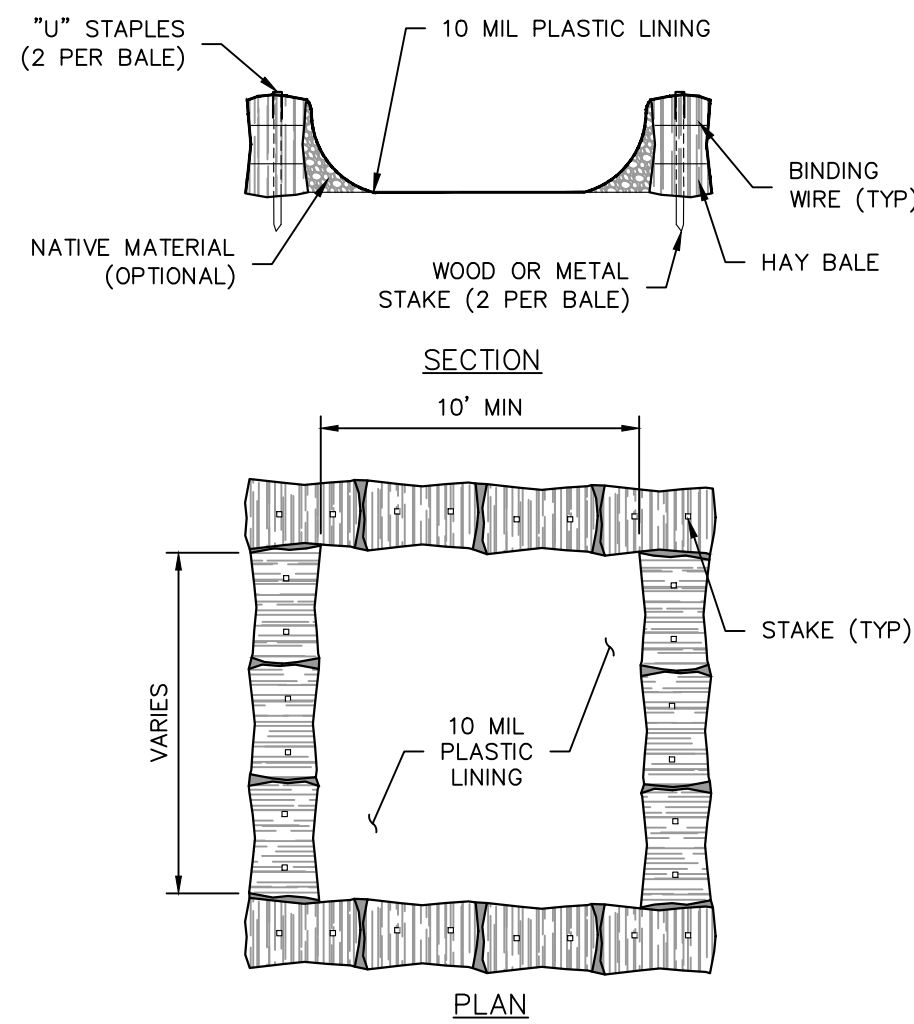 "U" STAPLES
(2 PER BALE)
10 MIL PLASTIC LINING
BINDING
WIRE (TYP)
NATIVE MATERIAL
(OPTIONAL)
WOOD OR METAL
STAKE (2 PER BALE)
HAY BALE
SECTION
10' MIN
STAKE (TYP)
VARIES
10 MIL
PLASTIC
LINING
PLAN